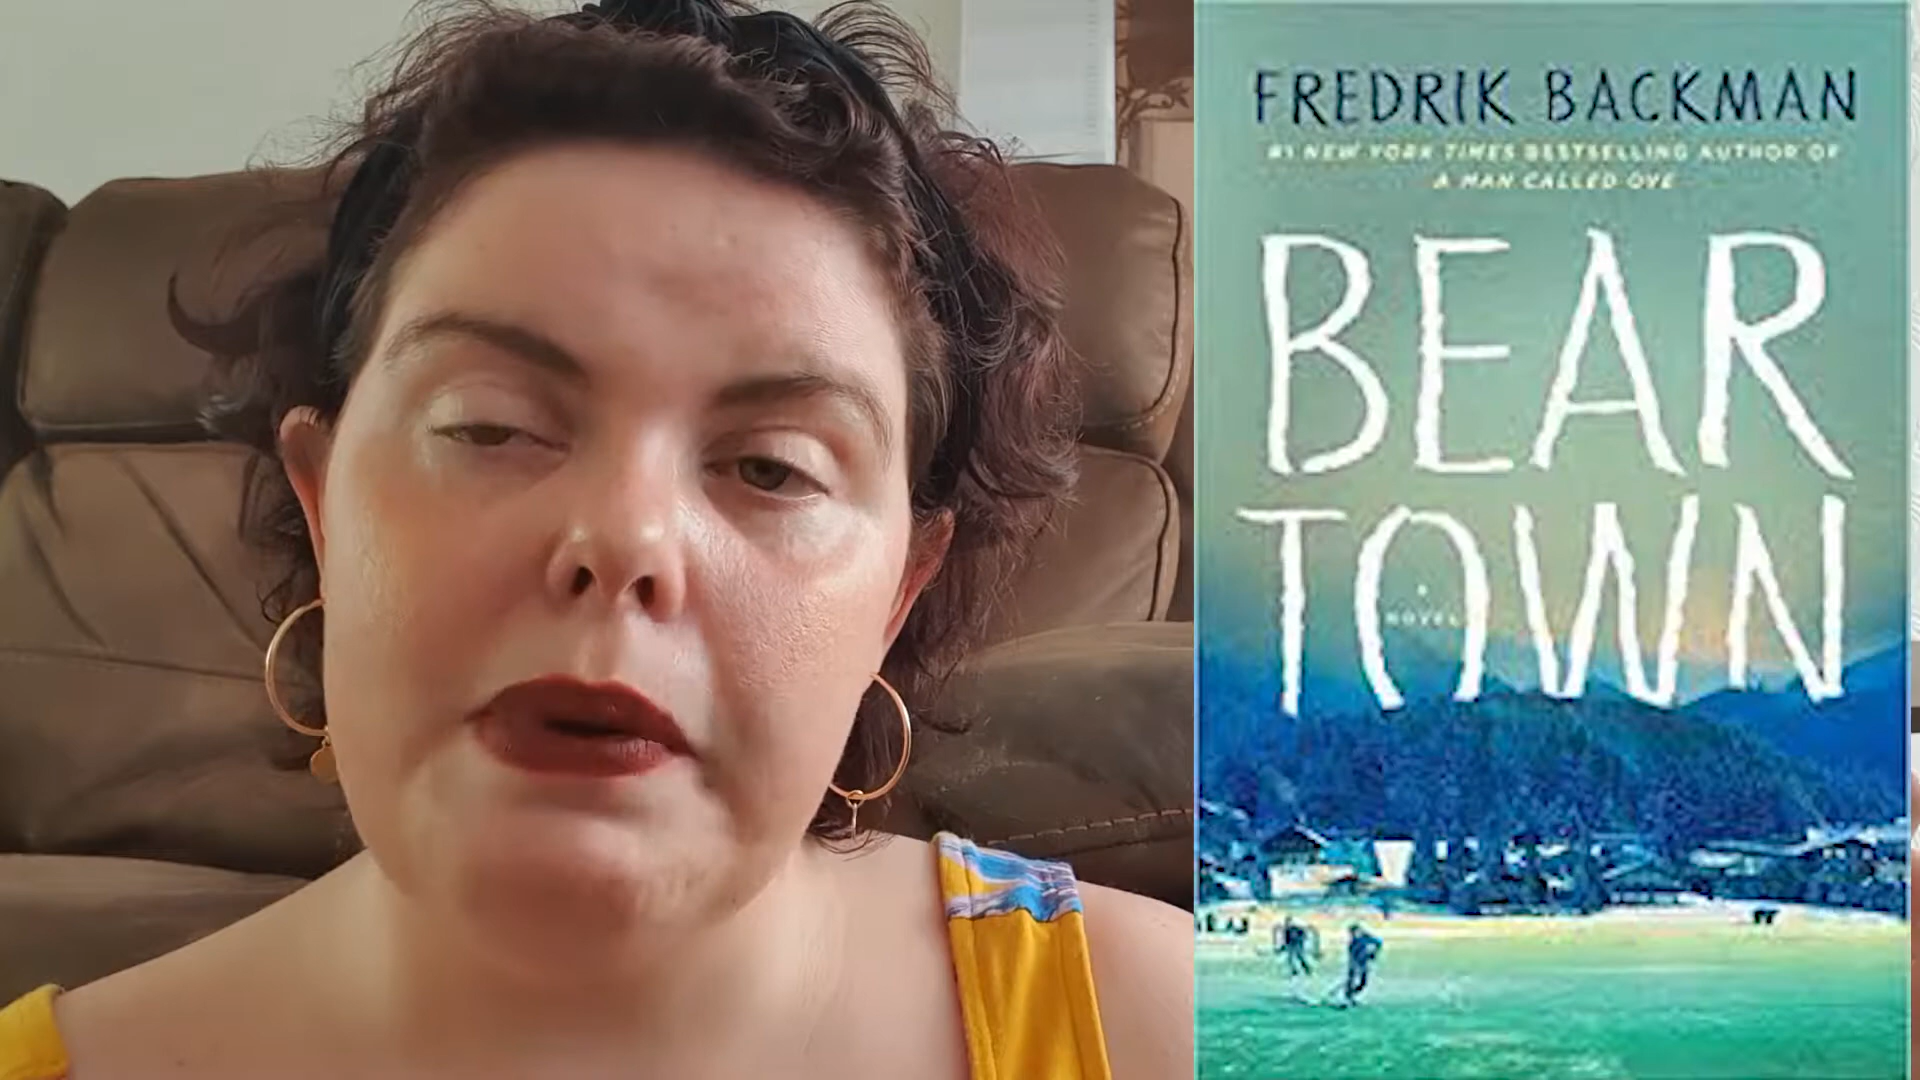 FREDRIK BACKMAN
#1 NEW YORK TIMES BESTSELLING AUTHOR OF
A MAN CALLED OVE
BEAR
TOWN
A
NOVEL